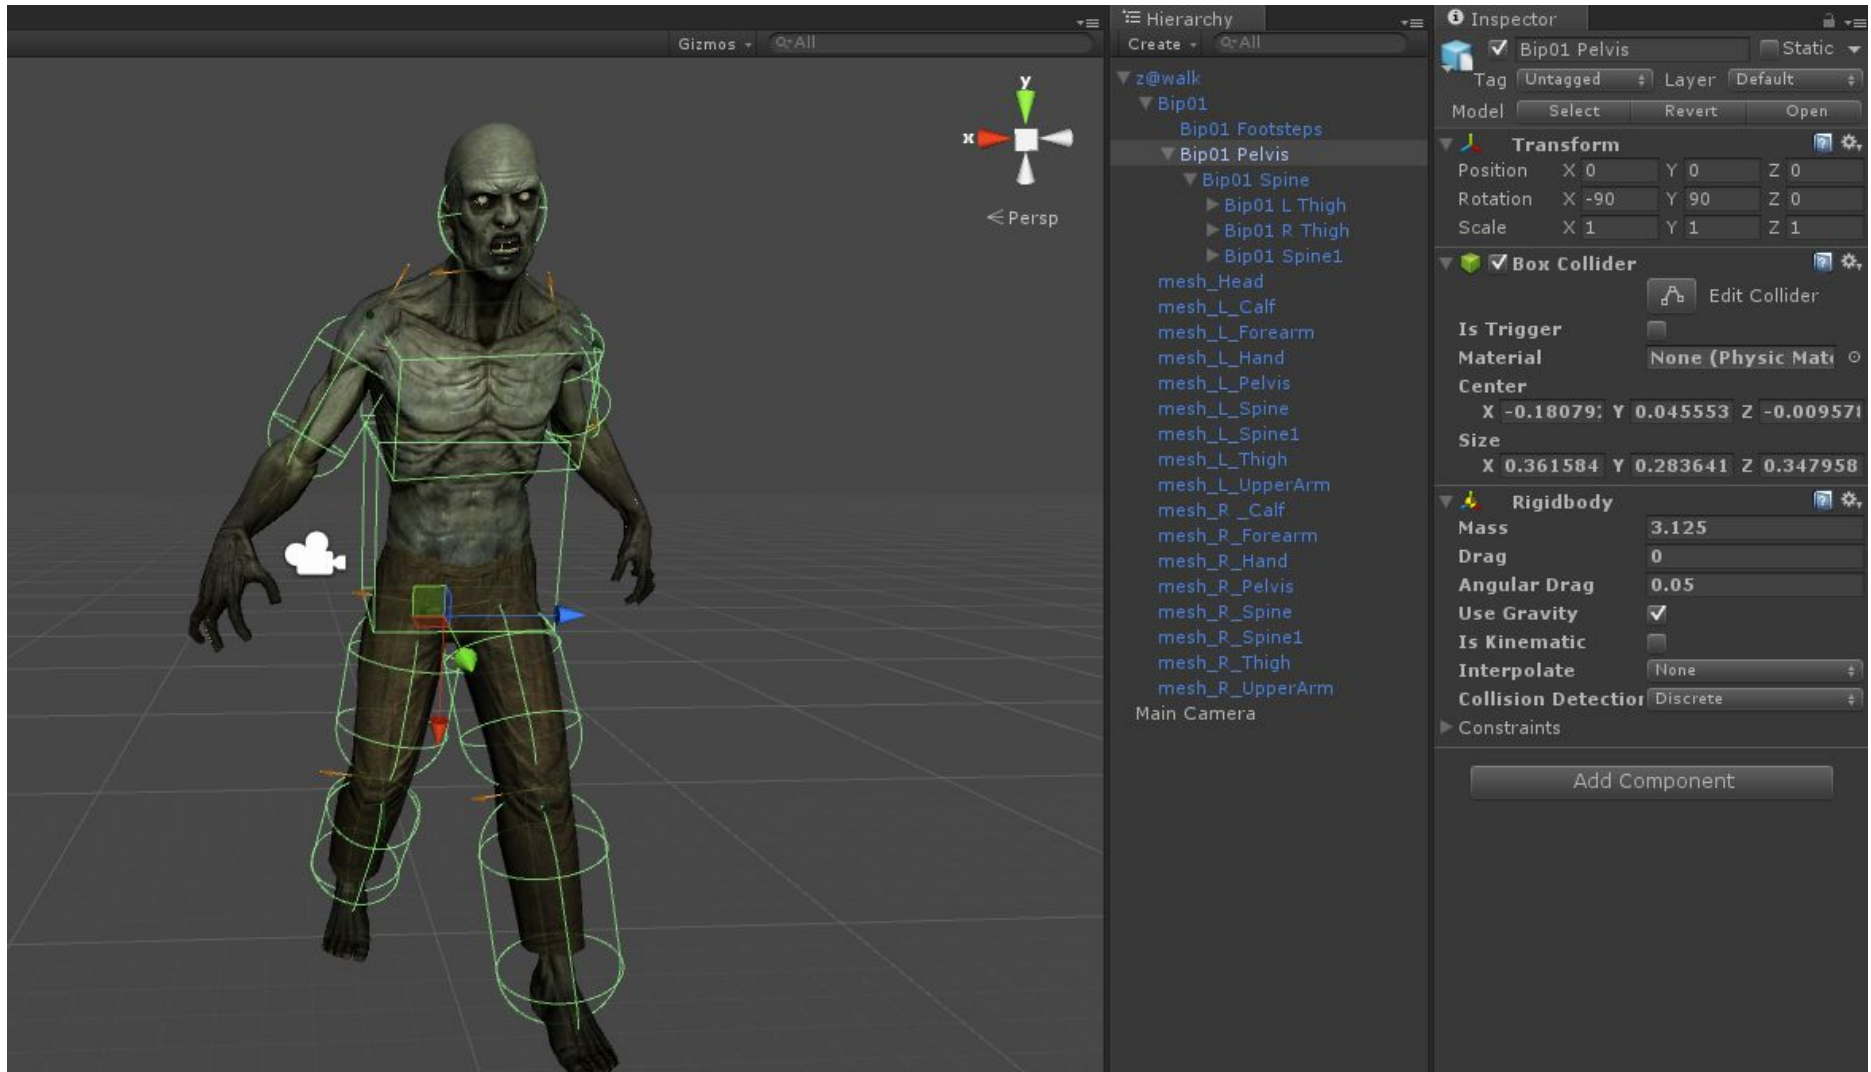 Gizmos All
y
x
Persp
Hierarchy
Create All
z@walk
Bip01
Bip01 Footsteps
Bip01 Pelvis
Bip01 Spine
Bip01 L Thigh
Bip01 R Thigh
Bip01 Spine1
mesh_Head
mesh_L_Calf
mesh_L_Forearm
mesh_L_Hand
mesh_L_Pelvis
mesh_L_Spine
mesh_L_Spine1
mesh_L_Thigh
mesh_L_UpperArm
mesh_R _Calf
mesh_R_Forearm
mesh_R_Hand
mesh_R_Pelvis
mesh_R_Spine
mesh_R_Spine1
mesh_R_Thigh
mesh_R_UpperArm
Main Camera
Inspector
Bip01 Pelvis Static
Tag Untagged Layer Default
Model Select Revert Open
Transform
Position X 0 Y 0 Z 0
Rotation X -90 Y 90 Z 0
Scale X 1 Y 1 Z 1
Box Collider
Edit Collider
Is Trigger
Material None (Physic Mate
Center
X -0.18079 Y 0.045553 Z -0.00957
Size
X 0.361584 Y 0.283641 Z 0.347958
Rigidbody
Mass 3.125
Drag 0
Angular Drag 0.05
Use Gravity
Is Kinematic
Interpolate None
Collision Detection Discrete
Constraints
Add Component